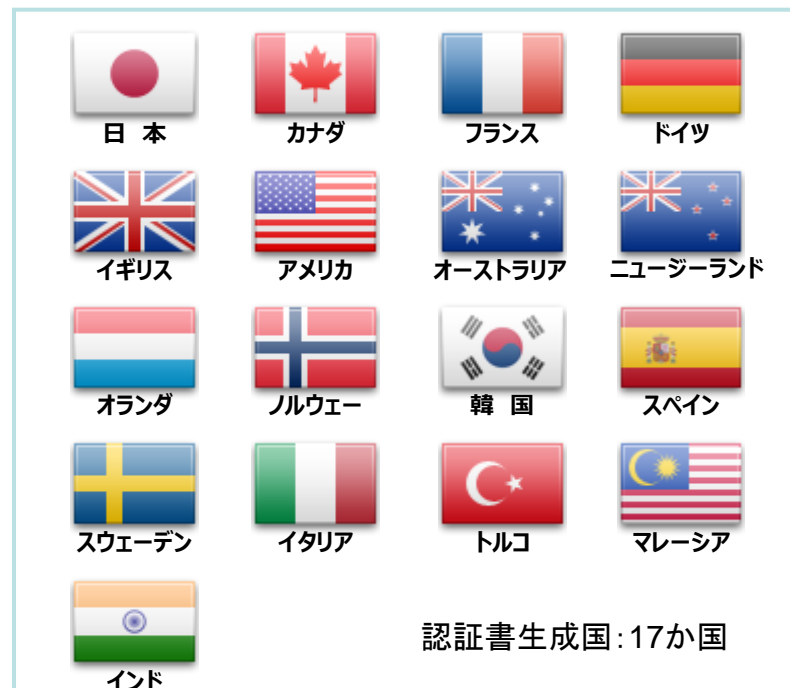 日 本 カナダ フランス ドイツ
イギリス アメリカ オーストラリア ニュージーランド
オランダ ノルウェー 韓 国 スペイン
スウェーデン イタリア トルコ マレーシア
インド
認証書生成国:17か国